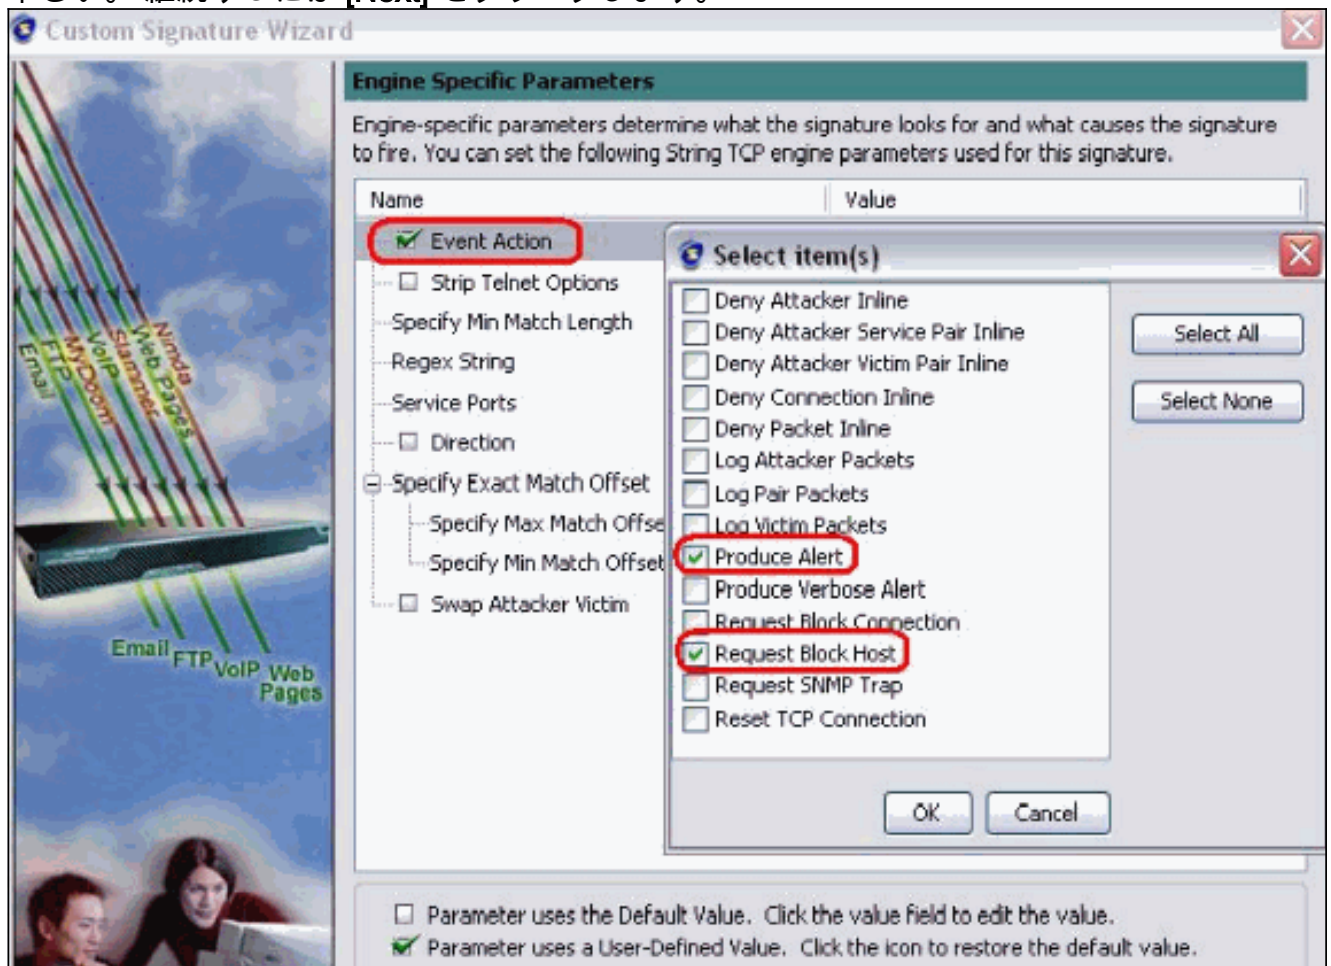 [Next]
Custom Signature Wizard
Engine Specific Parameters
Engine-specific parameters determine what the signature looks for and what causes the signature
to fire. You can set the following String TCP engine parameters used for this signature.
Name Value
Event Action
Strip Telnet Options
Specify Min Match Length
Regex String
Service Ports
Direction
Specify Exact Match Offset
Specify Max Match Offse
Specify Min Match Offset
Swap Attacker Victim
Select item(s)
Deny Attacker Inline
Deny Attacker Service Pair Inline
Deny Attacker Victim Pair Inline
Deny Connection Inline
Deny Packet Inline
Log Attacker Packets
Log Pair Packets
Log Victim Packets
Produce Alert
Produce Verbose Alert
Request Block Connection
Request Block Host
Request SNMP Trap
Reset TCP Connection
Select All
Select None
OK Cancel
Email
FTP
MyDoom
VoIP
Slammer
Web Pages
Nimda
Email
FTP
VoIP
Web
Pages
Parameter uses the Default Value. Click the value field to edit the value.
Parameter uses a User-Defined Value. Click the icon to restore the default value.